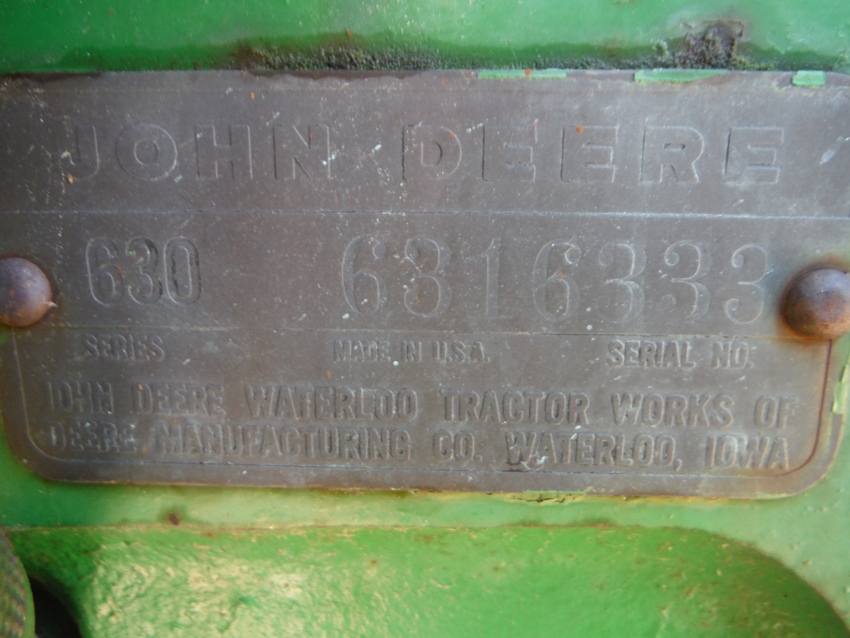 JOHN DEERE
630 6316333
SERIES MADE IN U.S.A. SERIAL NO.
JOHN DEERE WATERLOO TRACTOR WORKS OF
DEERE MANUFACTURING CO. WATERLOO, IOWA